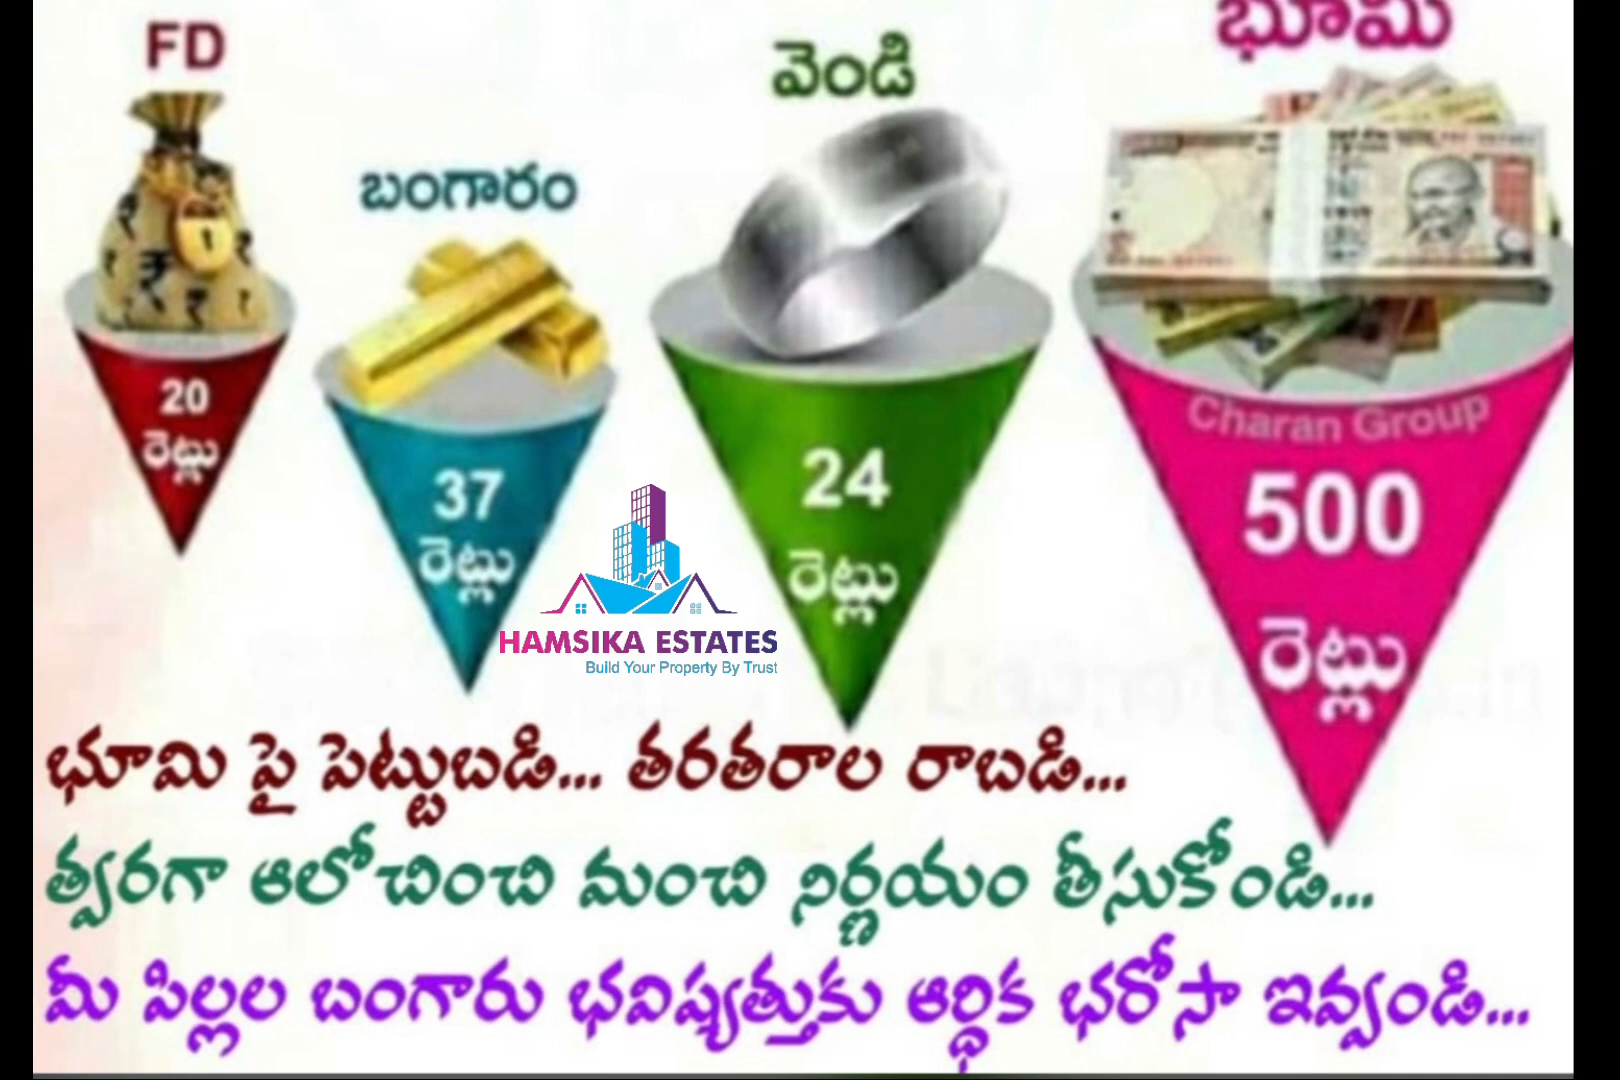 FD
బంగారం
వెండి
భూమి
20
రెట్లు
37
రెట్లు
24
రెట్లు
Charan Group
500
రెట్లు
HAMSIKA ESTATES
Build Your Property By Trust
భూమి పై పెట్టుబడి... తరతరాల రాబడి...
త్వరగా ఆలోచించి మంచి నిర్ణయం తీసుకోండి...
మీ పిల్లల బంగారు భవిష్యత్తుకు ఆర్ధిక భరోసా ఇవ్వండి...